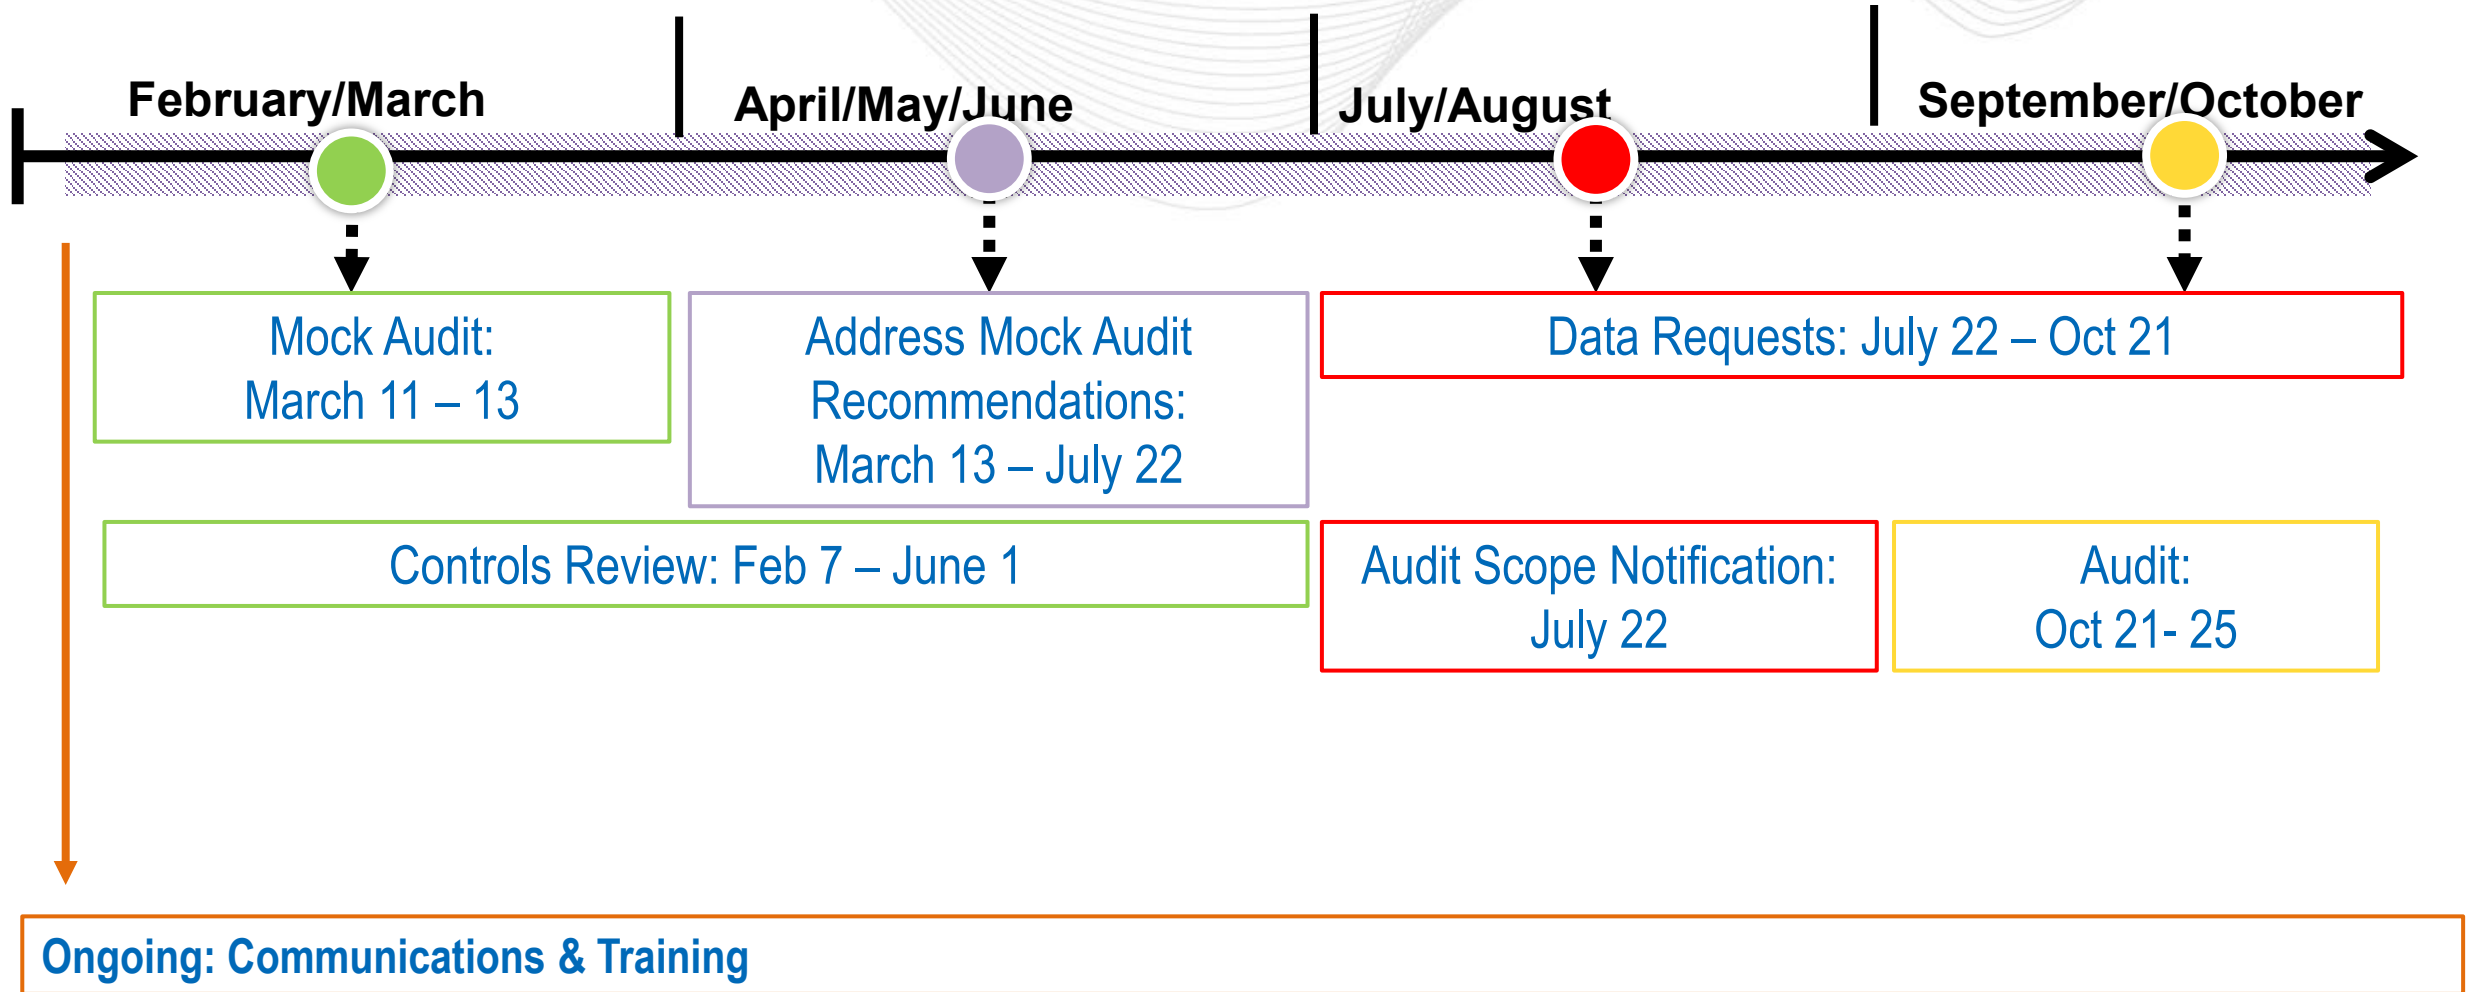 February/March
April/May/June
July/August
September/October
Mock Audit:
March 11 – 13
Address Mock Audit
Recommendations:
March 13 – July 22
Data Requests: July 22 – Oct 21
Controls Review: Feb 7 – June 1
Audit Scope Notification:
July 22
Audit:
Oct 21- 25
Ongoing: Communications & Training